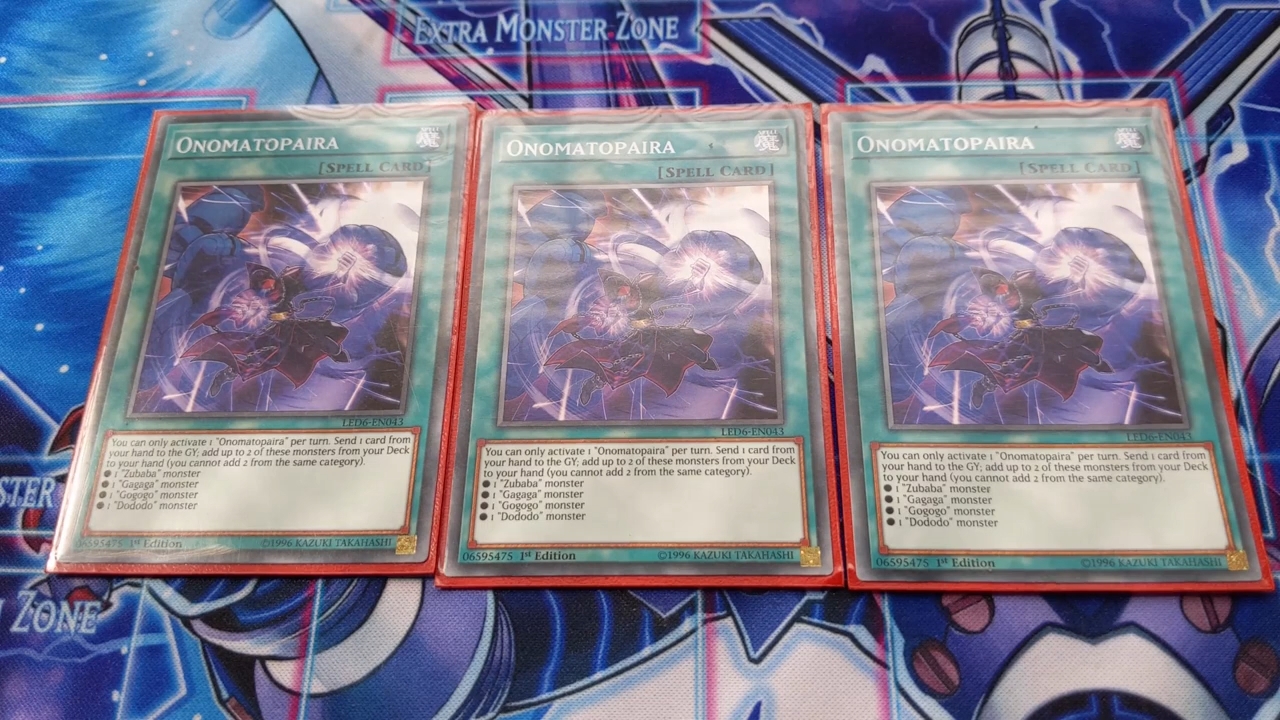 EXTRA MONSTER ZONE
ONOMATOPAIRA
SPELL
[SPELL CARD]
LED6-EN043
You can only activate 1 "Onomatopaira" per turn. Send 1 card from
your hand to the GY; add up to 2 of these monsters from your Deck
to your hand (you cannot add 2 from the same category).
● 1 "Zubaba" monster
● 1 "Gagaga" monster
● 1 "Gogogo" monster
● 1 "Dododo" monster
06595475 1st Edition ©1996 KAZUKI TAKAHASHI
ONOMATOPAIRA
SPELL
[SPELL CARD]
LED6-EN043
You can only activate 1 "Onomatopaira" per turn. Send 1 card from
your hand to the GY; add up to 2 of these monsters from your Deck
to your hand (you cannot add 2 from the same category).
● 1 "Zubaba" monster
● 1 "Gagaga" monster
● 1 "Gogogo" monster
● 1 "Dododo" monster
06595475 1st Edition ©1996 KAZUKI TAKAHASHI
ONOMATOPAIRA
SPELL
[SPELL CARD]
LED6-EN043
You can only activate 1 "Onomatopaira" per turn. Send 1 card from
your hand to the GY; add up to 2 of these monsters from your Deck
to your hand (you cannot add 2 from the same category).
● 1 "Zubaba" monster
● 1 "Gagaga" monster
● 1 "Gogogo" monster
● 1 "Dododo" monster
06595475 1st Edition ©1996 KAZUKI TAKAHASHI
ZONE